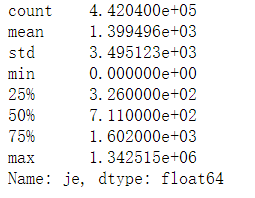 count    4.420400e+05
mean     1.399496e+03
std      3.495123e+03
min      0.000000e+00
25%      3.260000e+02
50%      7.110000e+02
75%      1.602000e+03
max      1.342515e+06
Name: je, dtype: float64